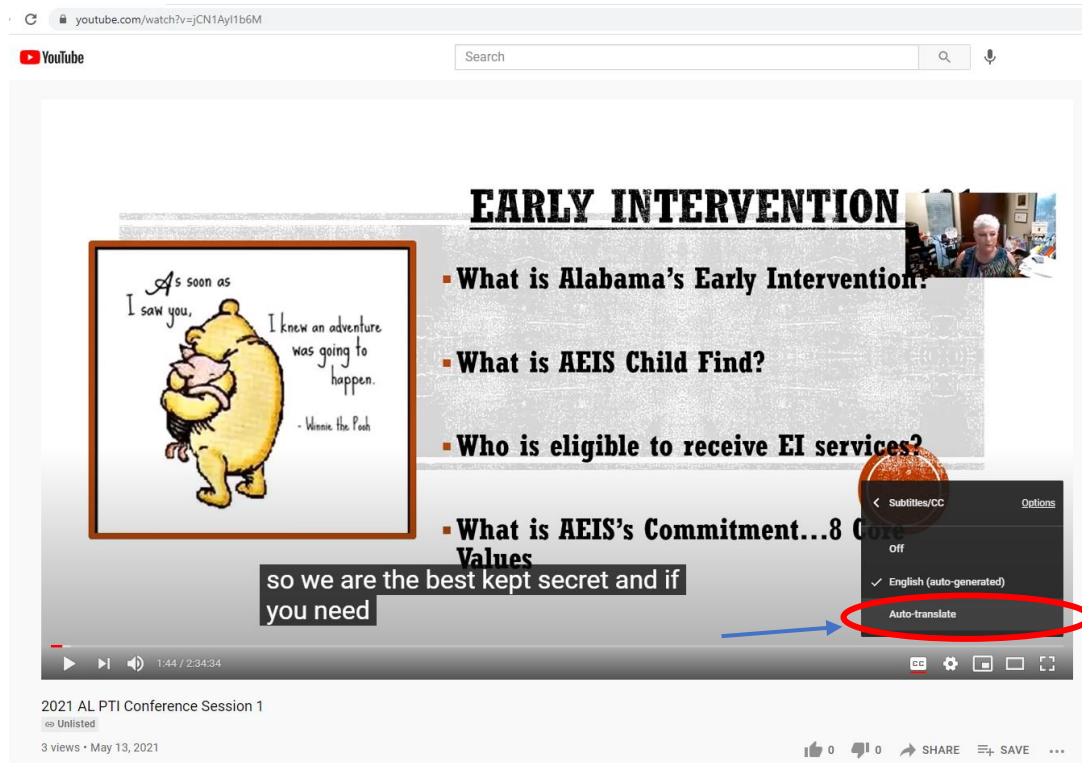 youtube.com/watch?v=jCN1AyI1b6M
YouTube
Search
EARLY INTERVENTION 101
As soon as
I saw you,
I knew an adventure
was going to
happen.
- Winnie the Pooh
▪ What is Alabama's Early Intervention?
▪ What is AEIS Child Find?
▪ Who is eligible to receive EI services?
▪ What is AEIS's Commitment…8 Core
Values
Subtitles/CC Options
Off
English (auto-generated)
Auto-translate
so we are the best kept secret and if
you need
1:44 / 2:34:34
CC
2021 AL PTI Conference Session 1
Unlisted
3 views • May 13, 2021
0 0 SHARE SAVE